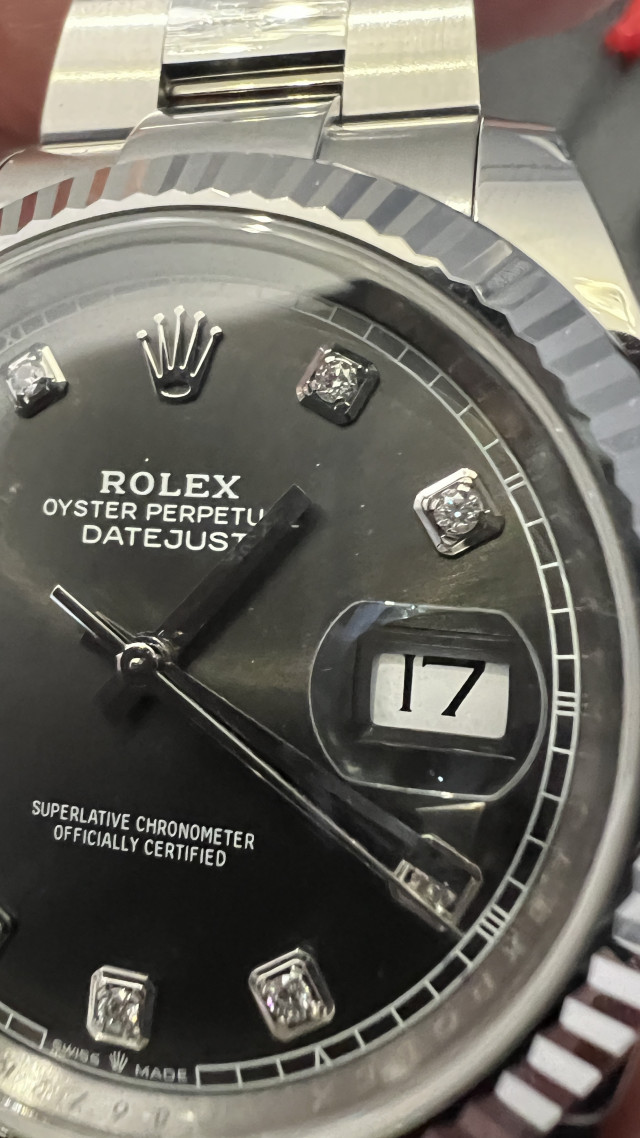 ROLEX
OYSTER PERPETU
DATEJUST
17
SUPERLATIVE CHRONOMETER
OFFICIALLY CERTIFIED
SWISS MADE